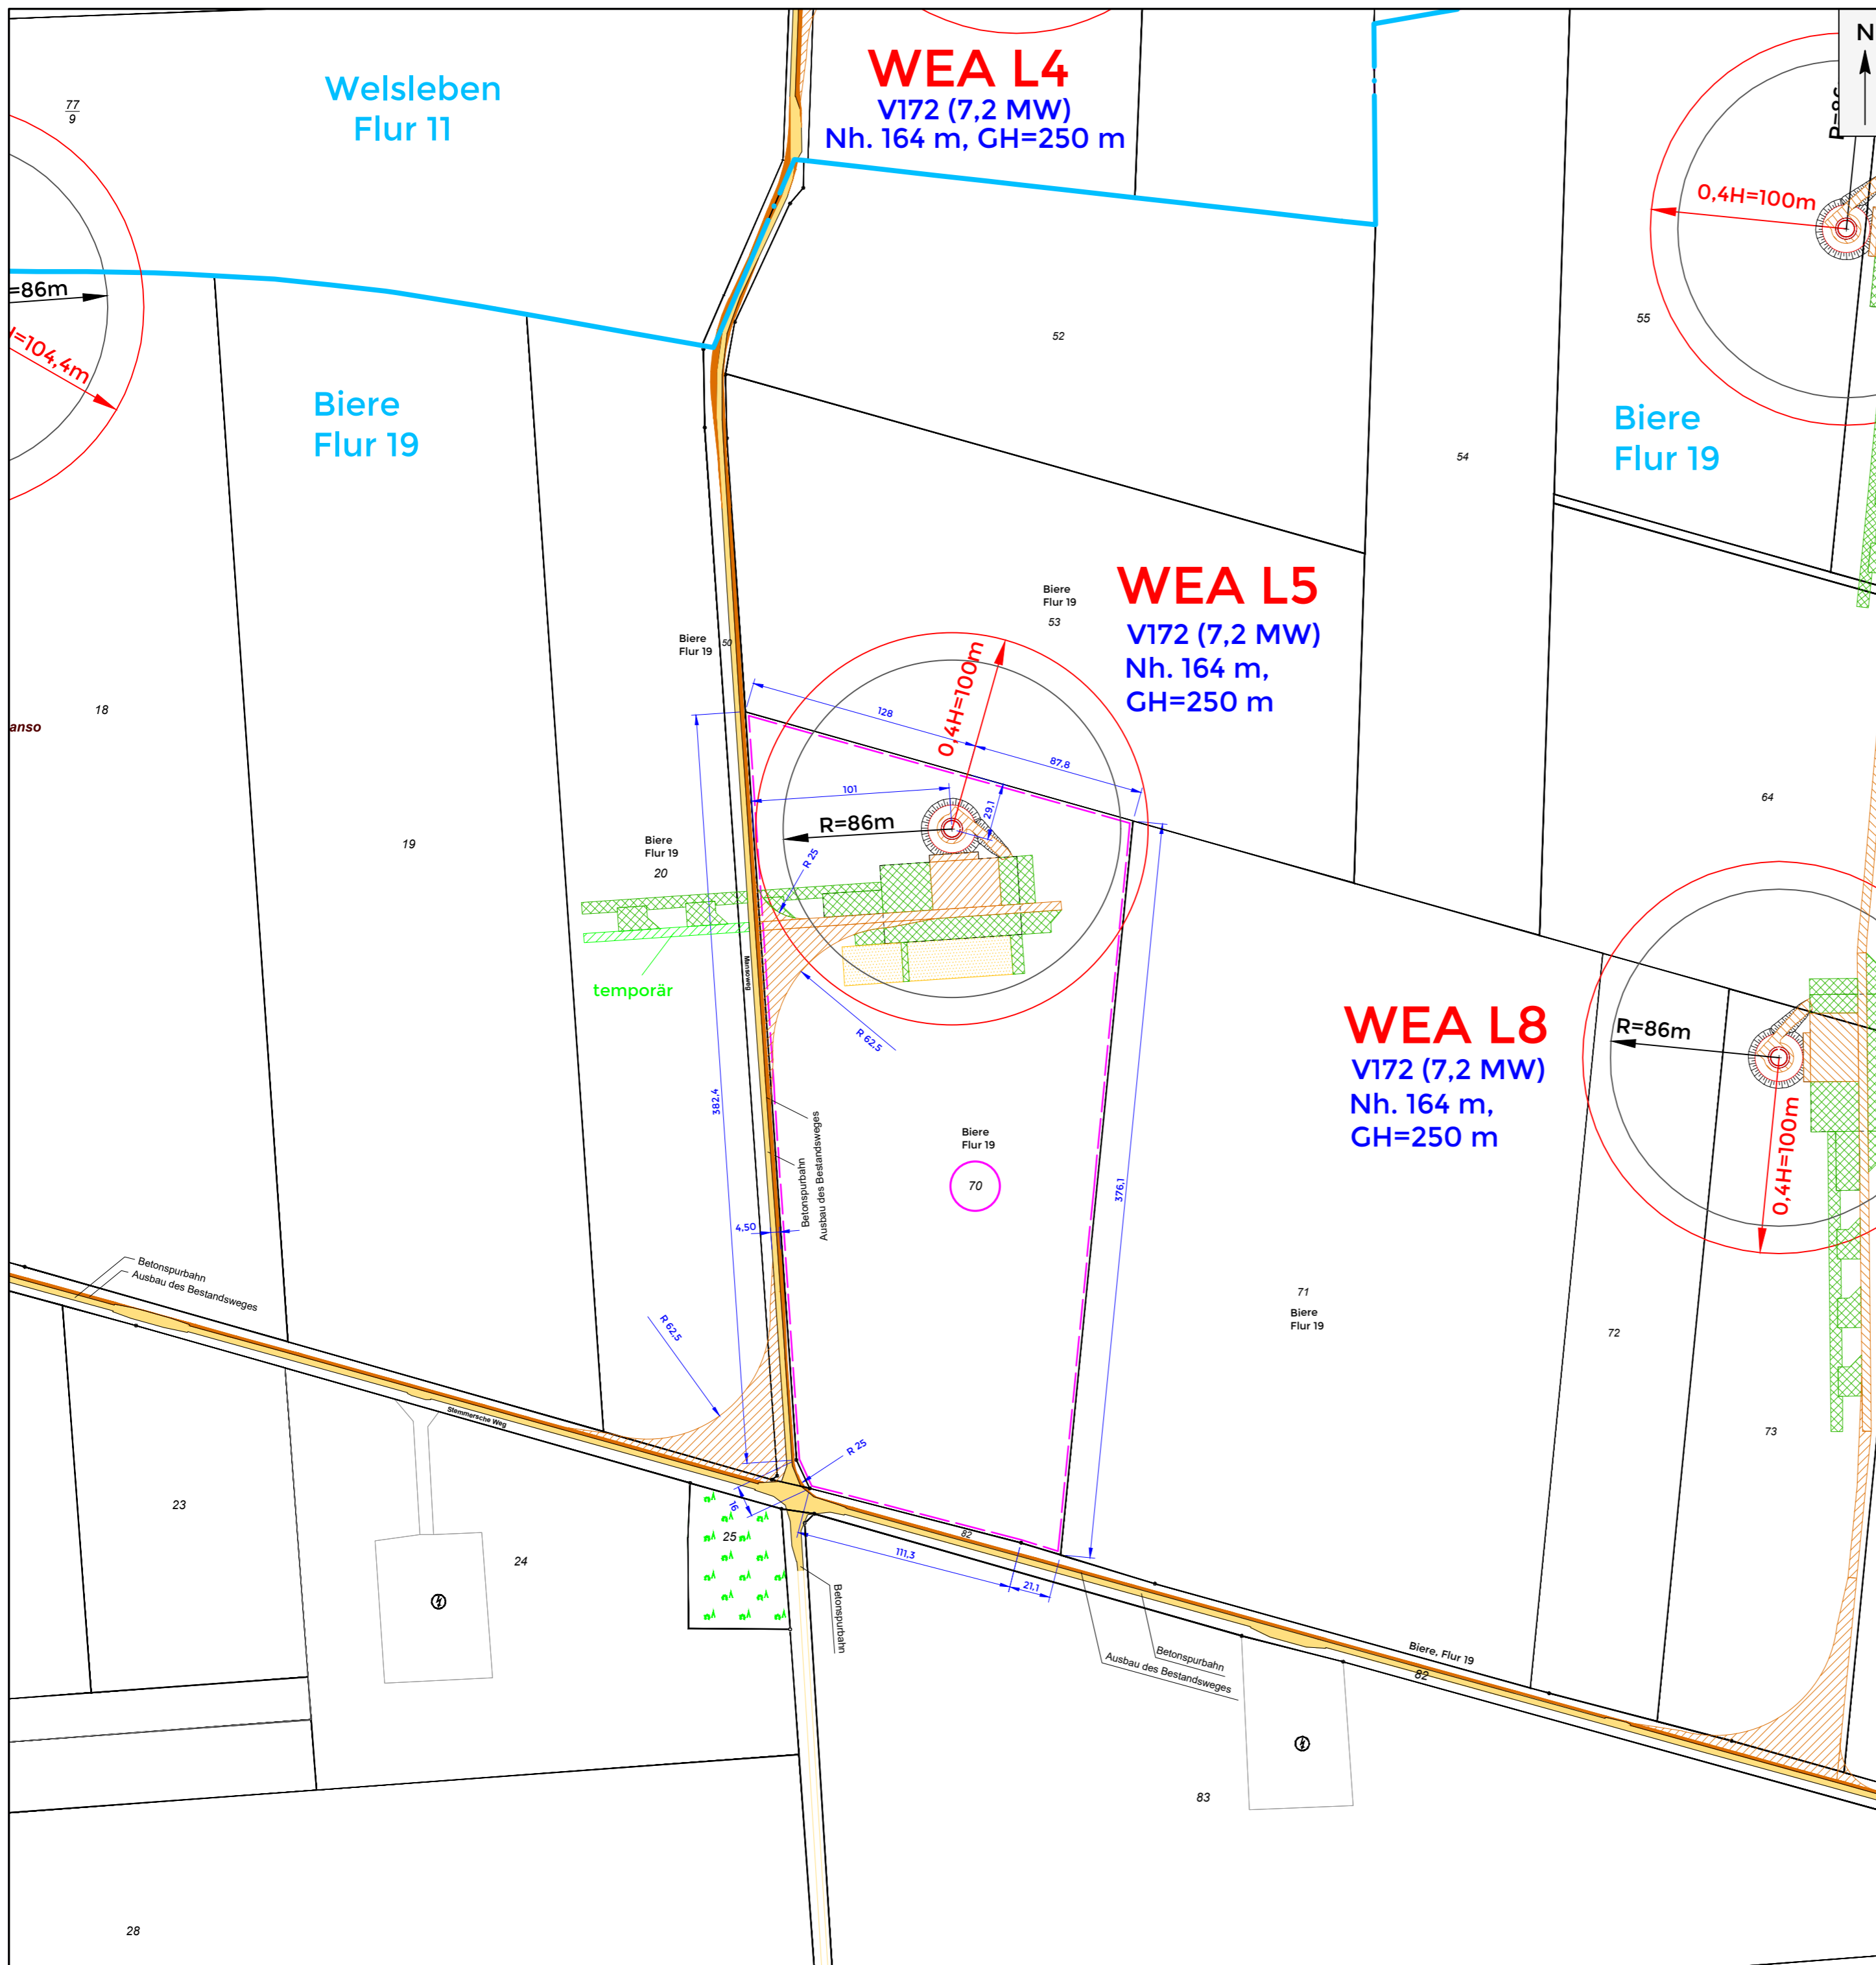 WEA L4
V172 (7,2 MW)
Nh. 164 m, GH=250 m
N
Welsleben
Flur 11
77
9
0,4H=100m
=86m
H=104,4m
52
55
Biere
Flur 19
Biere
Flur 19
54
WEA L5
V172 (7,2 MW)
Nh. 164 m,
GH=250 m
Biere
Flur 19
53
Biere
Flur 19
50
0,4H=100m
128
87,8
18
anso
101
29,1
R=86m
R 25
64
19
Biere
Flur 19
20
Mansoweg
temporär
R 62,5
WEA L8
V172 (7,2 MW)
Nh. 164 m,
GH=250 m
R=86m
0,4H=100m
382,4
Betonspurbahn
Ausbau des Bestandsweges
Biere
Flur 19
70
376,1
4,50
Betonspurbahn
Ausbau des Bestandsweges
71
Biere
Flur 19
72
R 62,5
Stemmersche Weg
73
R 25
16
23
25
24
82
111,3
21,1
Betonspurbahn
Betonspurbahn
Ausbau des Bestandsweges
Biere, Flur 19
82
83
28